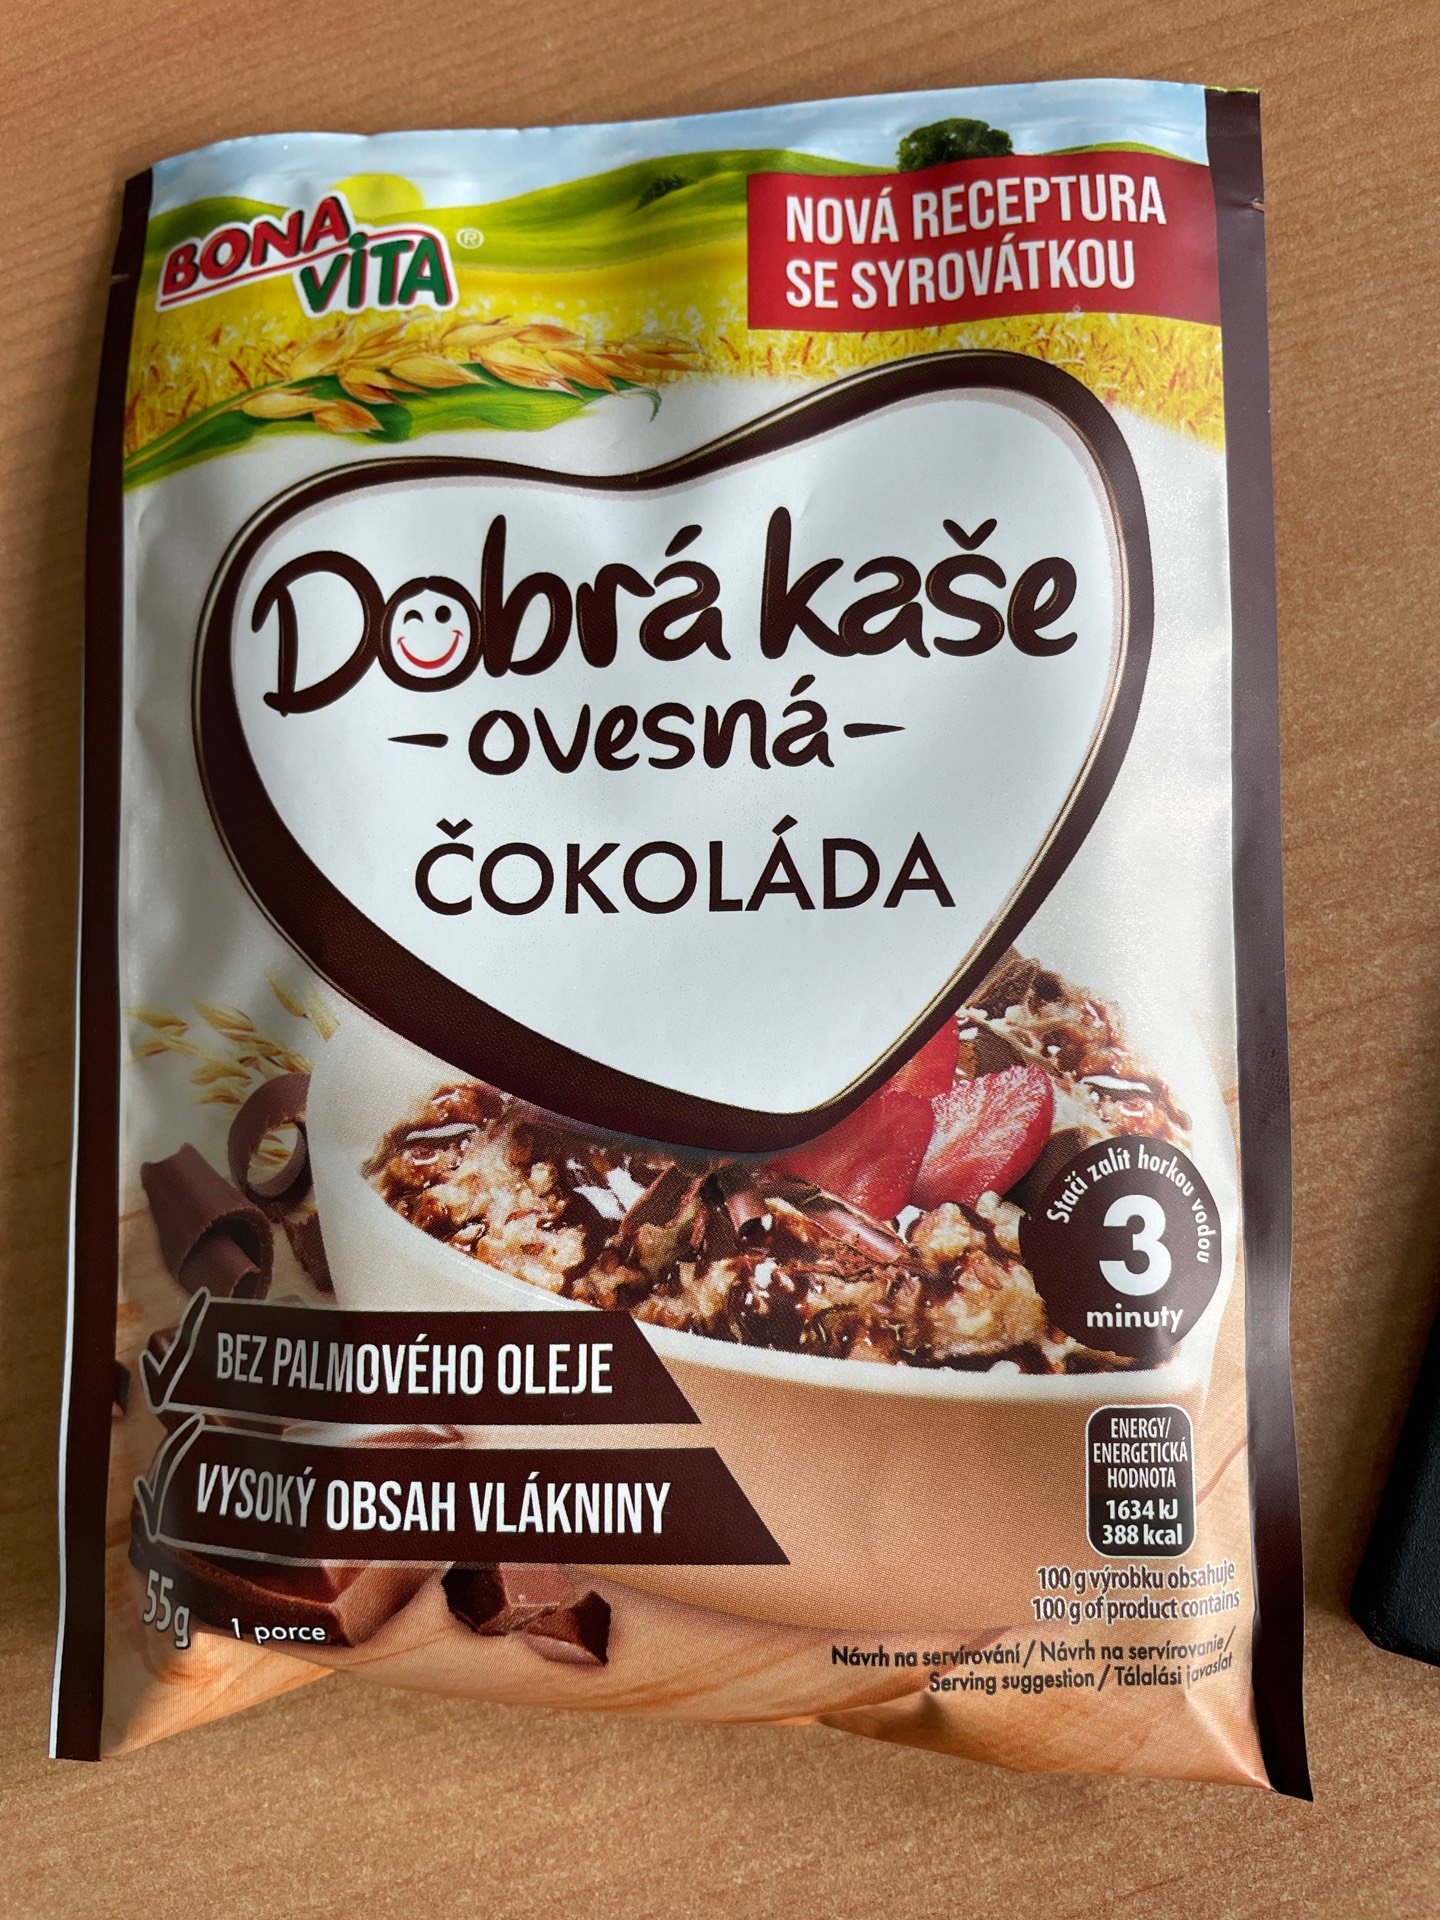 BONA
VITA ®
NOVÁ RECEPTURA
SE SYROVÁTKOU
Dobrá kaše
-ovesná-
ČOKOLÁDA
Stačí zalít horkou vodou
3
minuty
BEZ PALMOVÉHO OLEJE
VYSOKÝ OBSAH VLÁKNINY
ENERGY/
ENERGETICKÁ
HODNOTA
1634 kJ
388 kcal
100 g výrobku obsahuje
100 g of product contains
55g 1 porce
Návrh na servírování / Návrh na servírovanie/
Serving suggestion / Tálalási javaslat